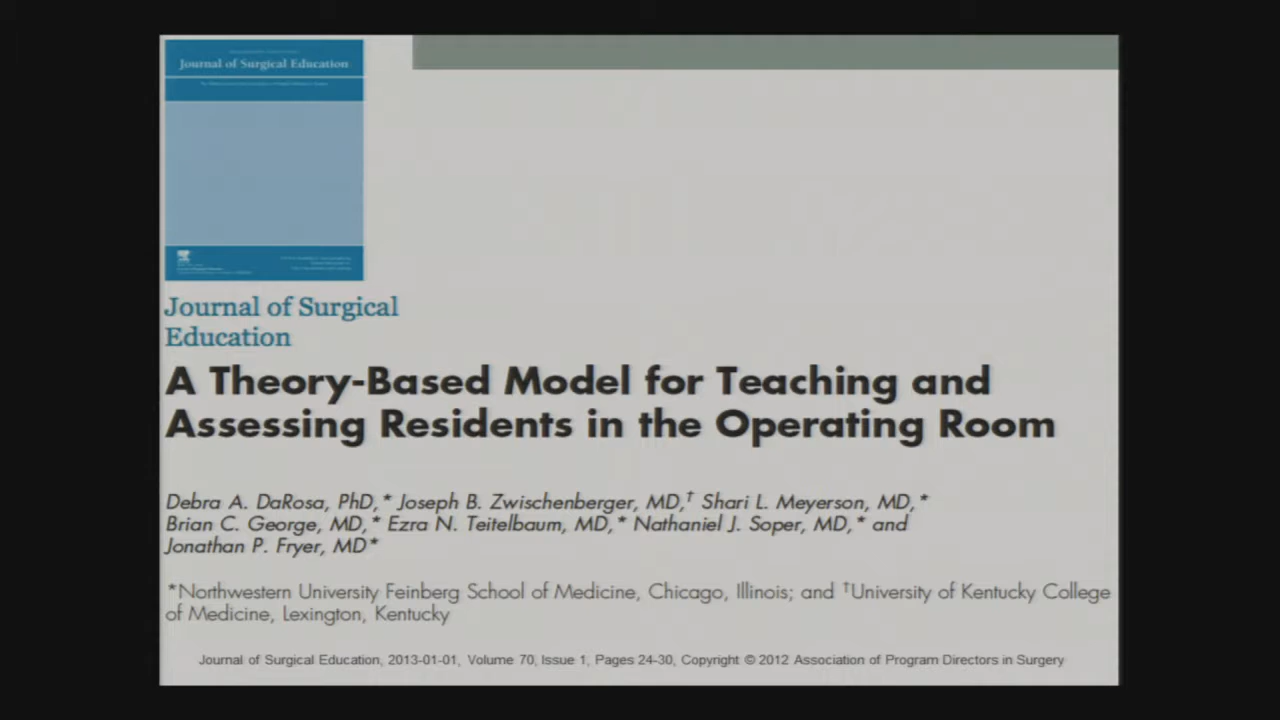 Journal of Surgical Education
Journal of Surgical
Education
A Theory-Based Model for Teaching and
Assessing Residents in the Operating Room
Debra A. DaRosa, PhD,* Joseph B. Zwischenberger, MD,† Shari L. Meyerson, MD,*
Brian C. George, MD,* Ezra N. Teitelbaum, MD,* Nathaniel J. Soper, MD,* and
Jonathan P. Fryer, MD*
*Northwestern University Feinberg School of Medicine, Chicago, Illinois; and †University of Kentucky College
of Medicine, Lexington, Kentucky
Journal of Surgical Education, 2013-01-01, Volume 70, Issue 1, Pages 24-30, Copyright © 2012 Association of Program Directors in Surgery